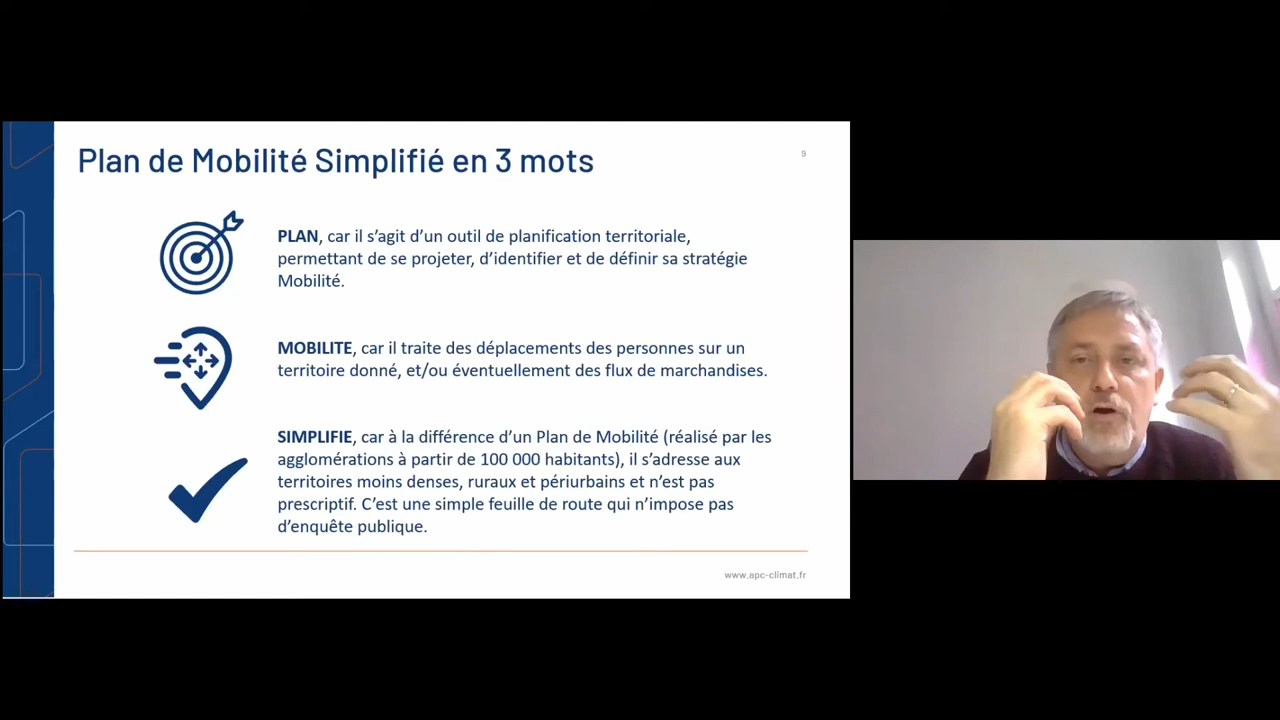 Plan de Mobilité Simplifié en 3 mots
9
PLAN, car il s’agit d’un outil de planification territoriale,
permettant de se projeter, d’identifier et de définir sa stratégie
Mobilité.
MOBILITE, car il traite des déplacements des personnes sur un
territoire donné, et/ou éventuellement des flux de marchandises.
SIMPLIFIE, car à la différence d’un Plan de Mobilité (réalisé par les
agglomérations à partir de 100 000 habitants), il s’adresse aux
territoires moins denses, ruraux et périurbains et n’est pas
prescriptif. C’est une simple feuille de route qui n’impose pas
d’enquête publique.
www.apc-climat.fr